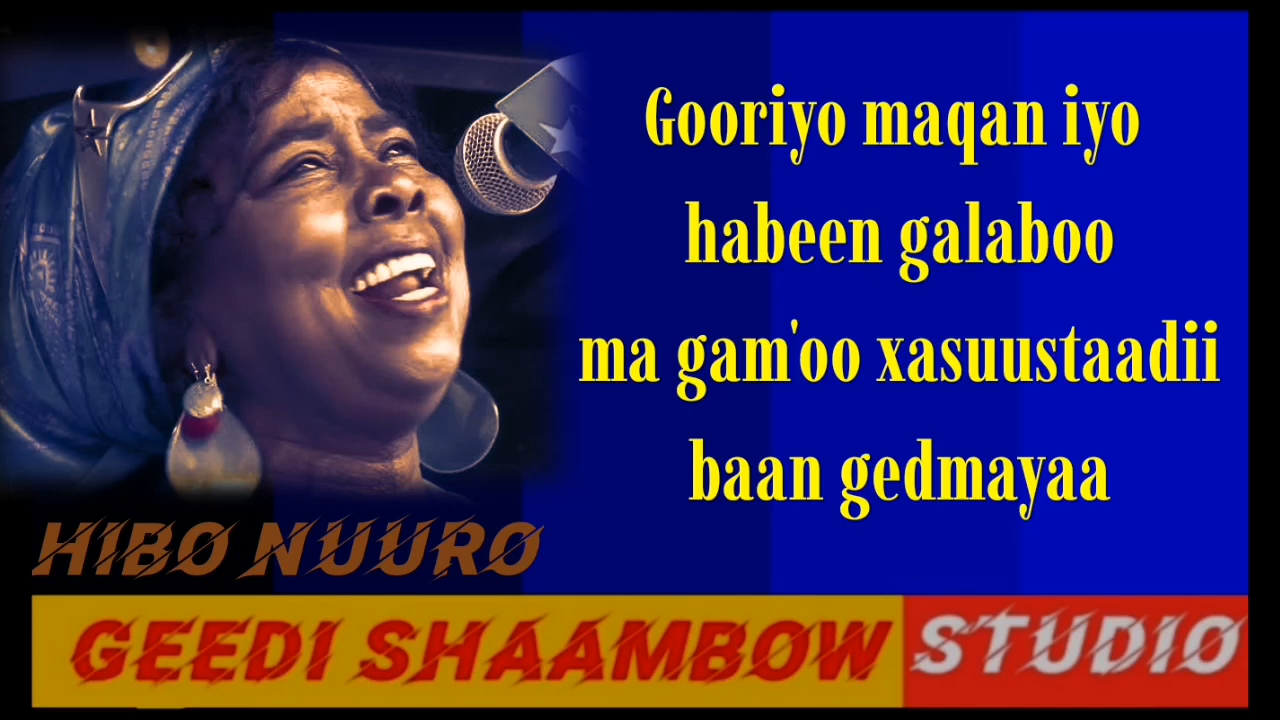 Gooriyo maqan iyo
habeen galaboo
ma gam'oo xasuustaadii
baan gedmayaa
HIBO NUURO
GEEDI SHAAMBOW STUDIO